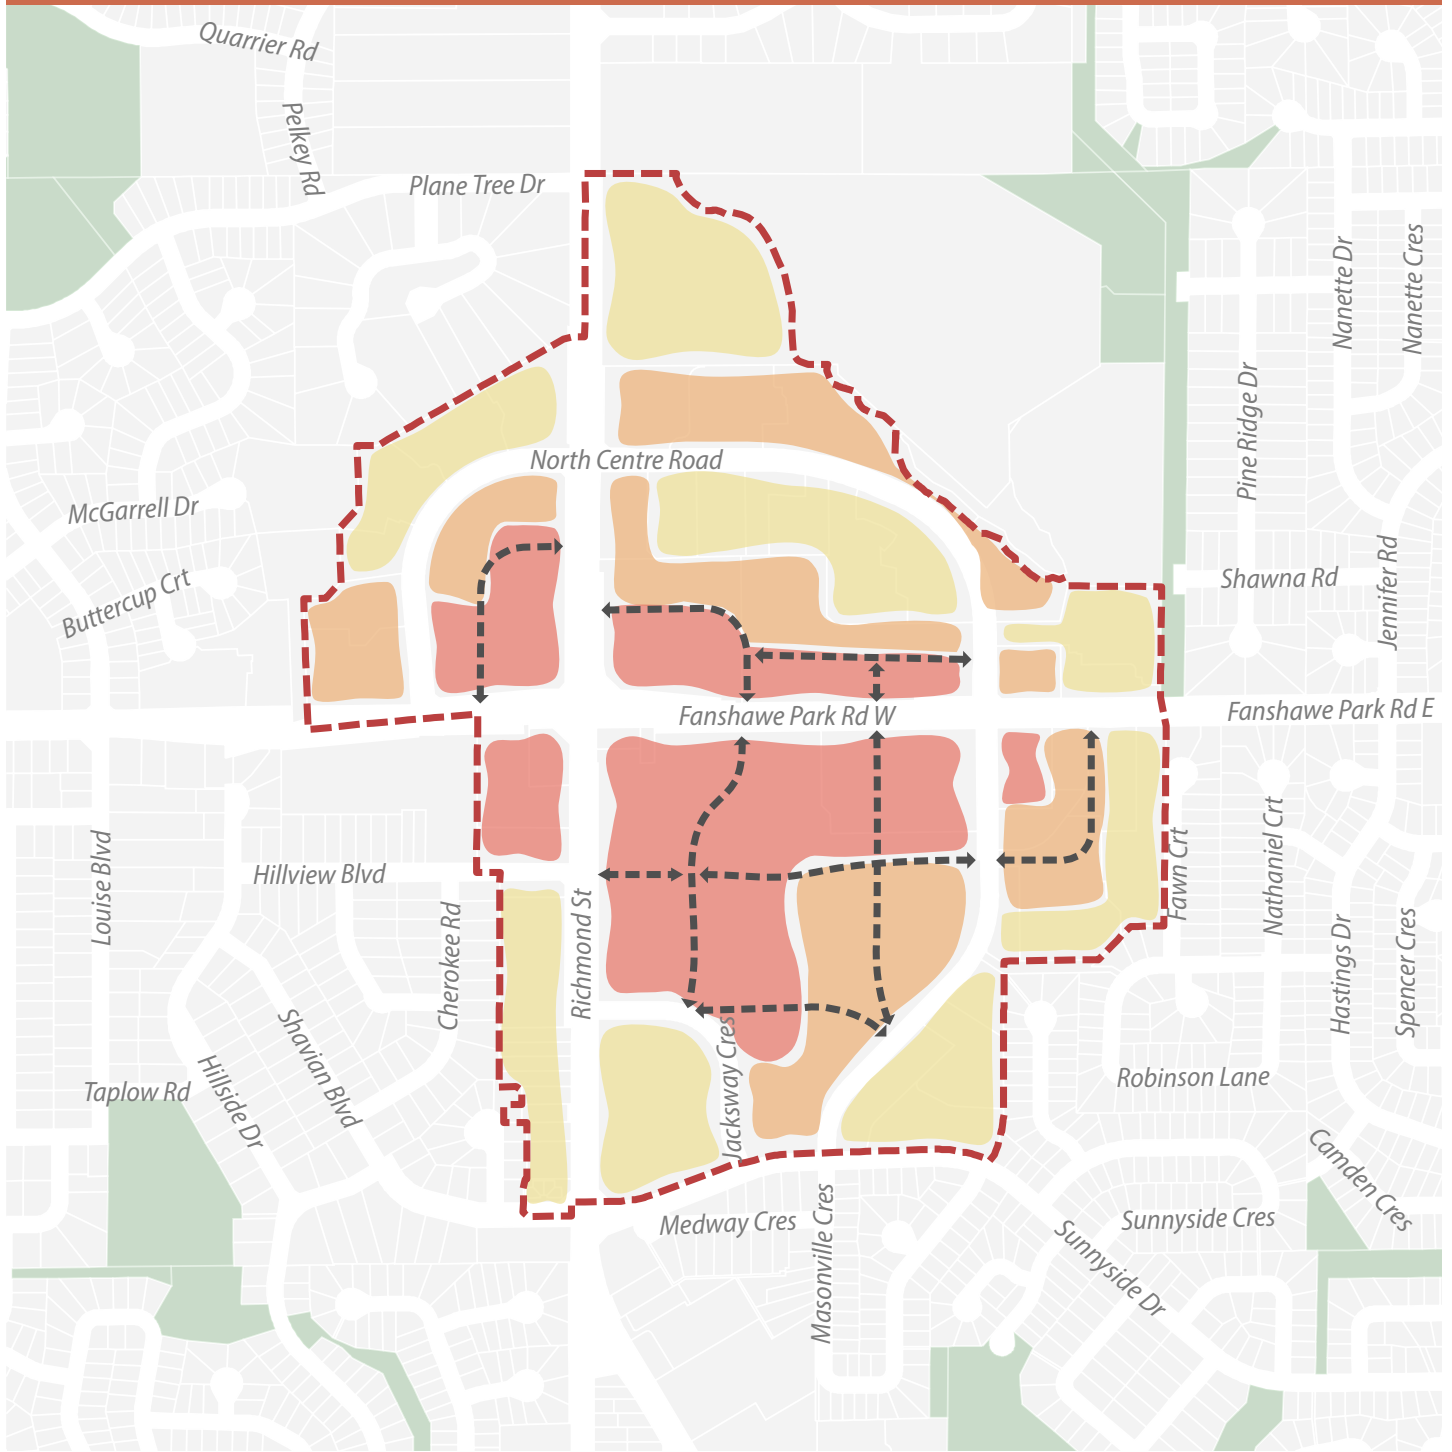 Quarrier Rd
Pelkey Rd
Plane Tree Dr
Nanette Dr
Nanette Cres
Pine Ridge Dr
North Centre Road
McGarrell Dr
Buttercup Crt
Shawna Rd
Jennifer Rd
Fanshawe Park Rd W
Fanshawe Park Rd E
Louise Blvd
Hillview Blvd
Cherokee Rd
Richmond St
Fawn Crt
Nathaniel Crt
Hastings Dr
Spencer Cres
Shavian Blvd
Hillside Dr
Taplow Rd
Jacksway Cres
Robinson Lane
Camden Cres
Medway Cres
Masonville Cres
Sunnyside Cres
Sunnyside Dr